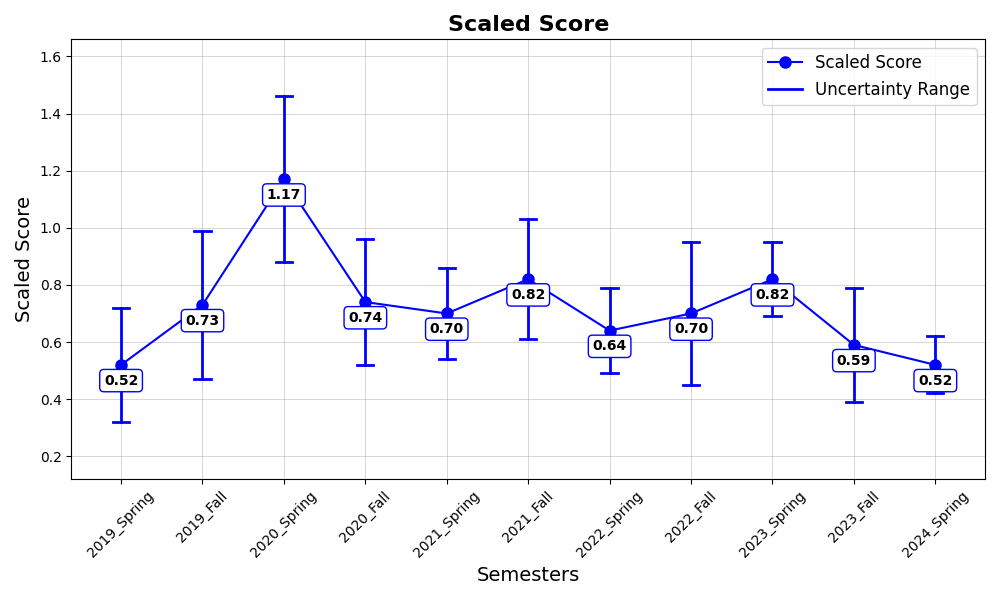 Scaled Score
1.6
1.4
1.2
1.0
0.8
0.6
0.4
0.2
Scaled Score
Scaled Score
Uncertainty Range
0.52
0.73
1.17
0.74
0.70
0.82
0.64
0.70
0.82
0.59
0.52
2019_Spring
2019_Fall
2020_Spring
2020_Fall
2021_Spring
2021_Fall
2022_Spring
2022_Fall
2023_Spring
2023_Fall
2024_Spring
Semesters